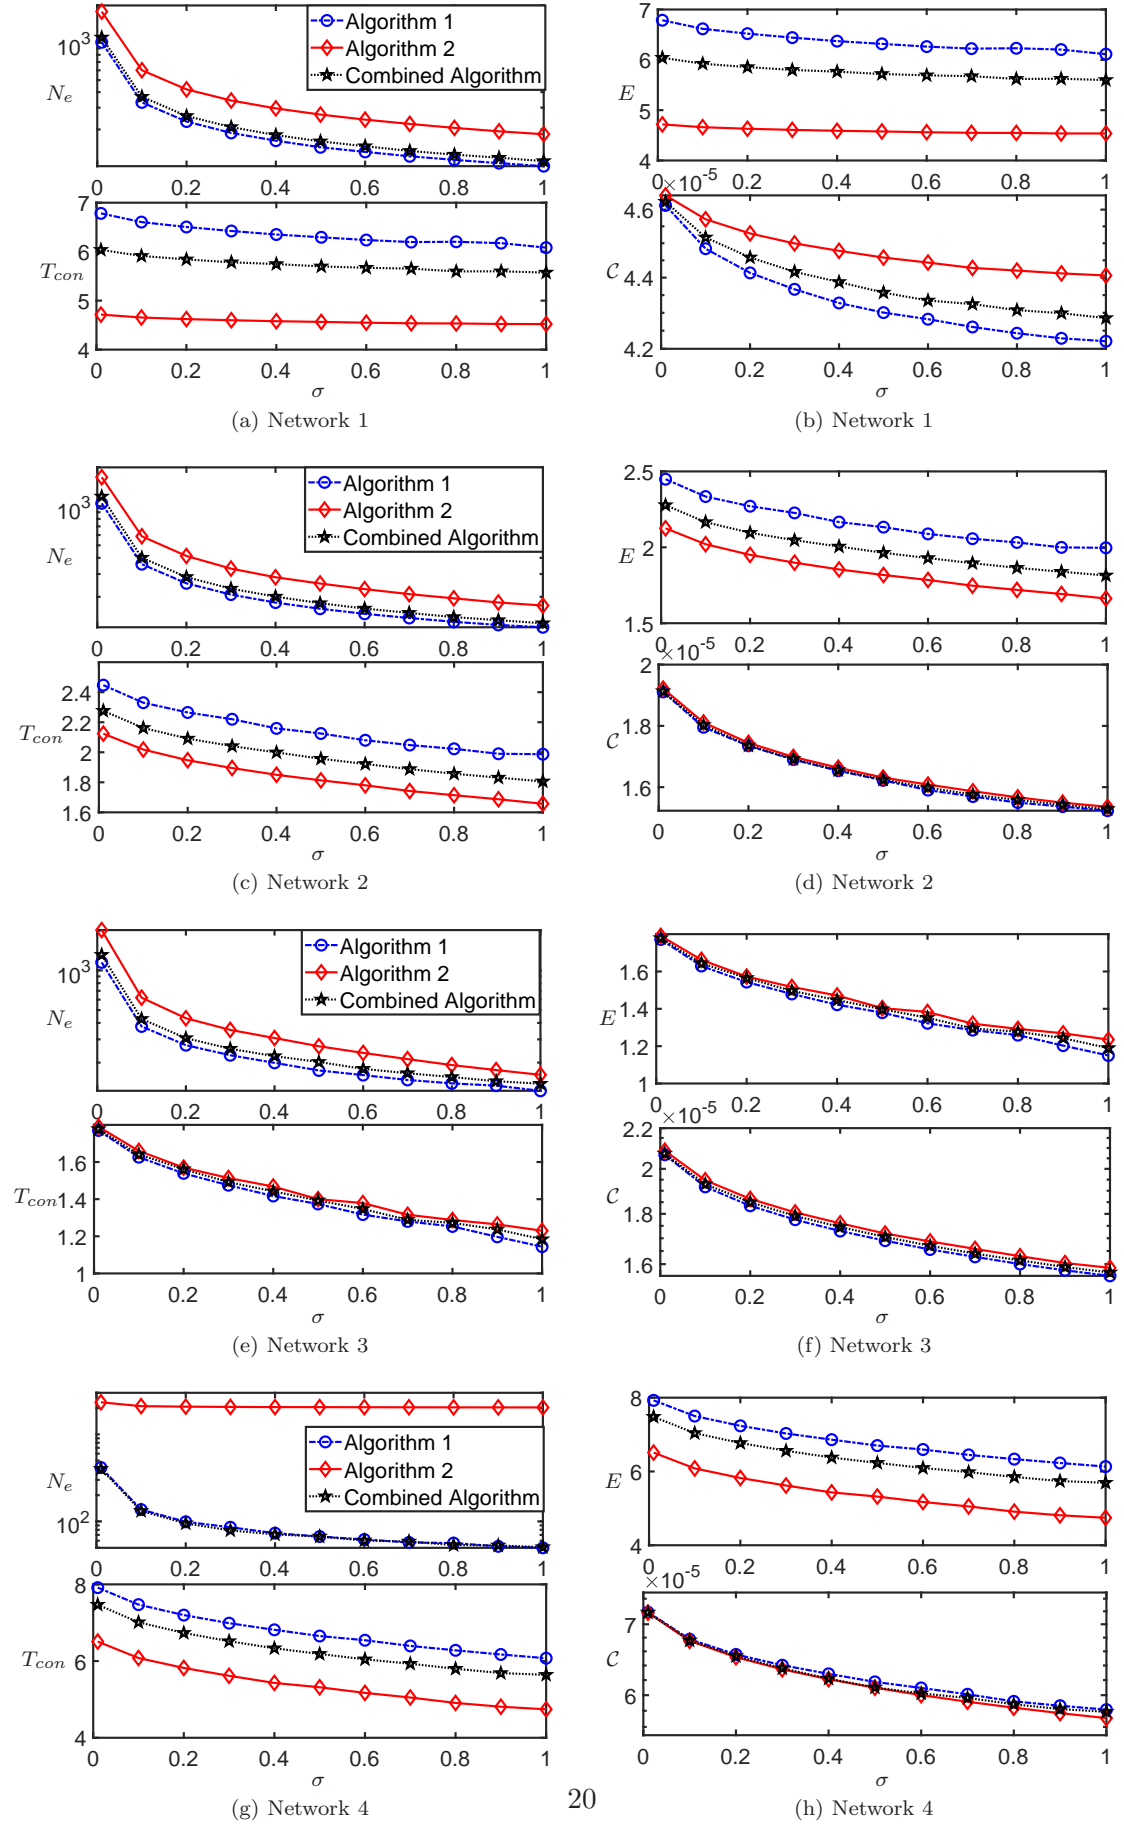 Algorithm 1
Algorithm 2
Combined Algorithm
10^3
N_e
0 0.2 0.4 0.6 0.8 1
7
6
T_con
5
4
0 0.2 0.4 0.6 0.8 1
σ
(a) Network 1
7
6
E
5
4
0 ×10^-5 0.2 0.4 0.6 0.8 1
4.6
C
4.4
4.2
0 0.2 0.4 0.6 0.8 1
σ
(b) Network 1
Algorithm 1
Algorithm 2
Combined Algorithm
10^3
N_e
0 0.2 0.4 0.6 0.8 1
2.4
2.2
T_con
2
1.8
1.6
0 0.2 0.4 0.6 0.8 1
σ
(c) Network 2
2.5
E
2
1.5
0 0.2 0.4 0.6 0.8 1
2 ×10^-5
1.8
C
1.6
0 0.2 0.4 0.6 0.8 1
σ
(d) Network 2
Algorithm 1
Algorithm 2
Combined Algorithm
10^3
N_e
0 0.2 0.4 0.6 0.8 1
1.6
T_con
1.4
1.2
1
0 0.2 0.4 0.6 0.8 1
σ
(e) Network 3
1.6
1.4
E
1.2
1
0 ×10^-5 0.2 0.4 0.6 0.8 1
2.2
2
C
1.8
1.6
0 0.2 0.4 0.6 0.8 1
σ
(f) Network 3
Algorithm 1
Algorithm 2
Combined Algorithm
N_e
10^2
0 0.2 0.4 0.6 0.8 1
8
T_con
6
4
0 0.2 0.4 0.6 0.8 1
σ
(g) Network 4
8
E
6
4
0 ×10^-5 0.2 0.4 0.6 0.8 1
7
C
6
0 0.2 0.4 0.6 0.8 1
σ
(h) Network 4
20